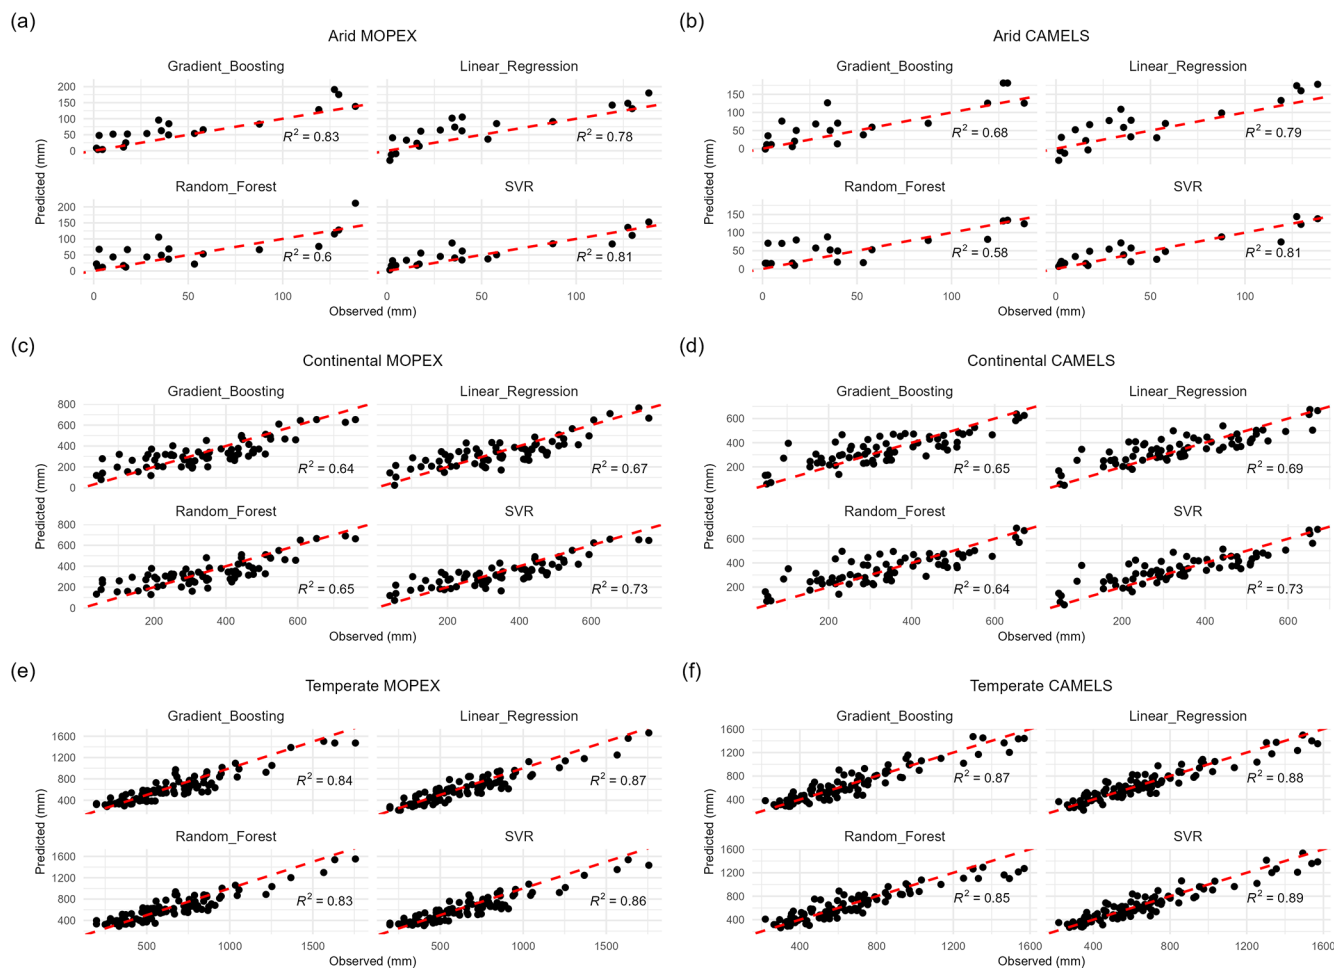 (a)
Arid MOPEX
Gradient_Boosting
Linear_Regression
200
150
100
50
0
R² = 0.83
R² = 0.78
Random_Forest
SVR
200
150
100
50
0
R² = 0.6
R² = 0.81
0
100
0
100
Predicted (mm)
Observed (mm)
(b)
Arid CAMELS
Gradient_Boosting
Linear_Regression
150
100
50
0
R² = 0.68
R² = 0.79
Random_Forest
SVR
150
100
50
0
R² = 0.58
R² = 0.81
0
100
0
100
Predicted (mm)
Observed (mm)
(c)
Continental MOPEX
Gradient_Boosting
Linear_Regression
800
600
400
200
0
R² = 0.64
R² = 0.67
Random_Forest
SVR
800
600
400
200
0
R² = 0.65
R² = 0.73
200
400
600
200
400
600
Predicted (mm)
Observed (mm)
(d)
Continental CAMELS
Gradient_Boosting
Linear_Regression
600
400
200
R² = 0.65
R² = 0.69
Random_Forest
SVR
600
400
200
R² = 0.64
R² = 0.73
200
400
600
200
400
600
Predicted (mm)
Observed (mm)
(e)
Temperate MOPEX
Gradient_Boosting
Linear_Regression
1600
1200
800
400
R² = 0.84
R² = 0.87
Random_Forest
SVR
1600
1200
800
400
R² = 0.83
R² = 0.86
500
1000
1500
500
1000
1500
Predicted (mm)
Observed (mm)
(f)
Temperate CAMELS
Gradient_Boosting
Linear_Regression
1600
1200
800
400
R² = 0.87
R² = 0.88
Random_Forest
SVR
1600
1200
800
400
R² = 0.85
R² = 0.89
400
800
1200
1600
400
800
1200
1600
Predicted (mm)
Observed (mm)